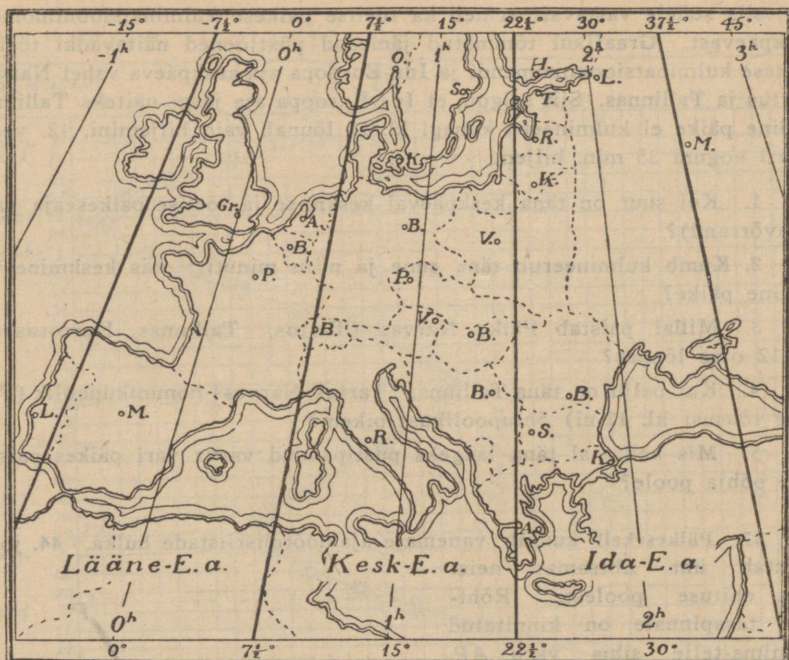 -15° -7½° 0° 7½° 15° 22½° 30° 37½° 45°
-1ʰ 0ʰ O. 1ʰ 2ʰ 3ʰ
H. L.
S. T.
R. M.
K. K.
Gr. A.
B. B. V.
P. P.
B. V. B.
B. B.
L. M. R. S.
K.
A.
Lääne-E.a. Kesk-E.a. Ida-E.a.
0ʰ 1ʰ 2ʰ
0° 7½° 15° 22½° 30°